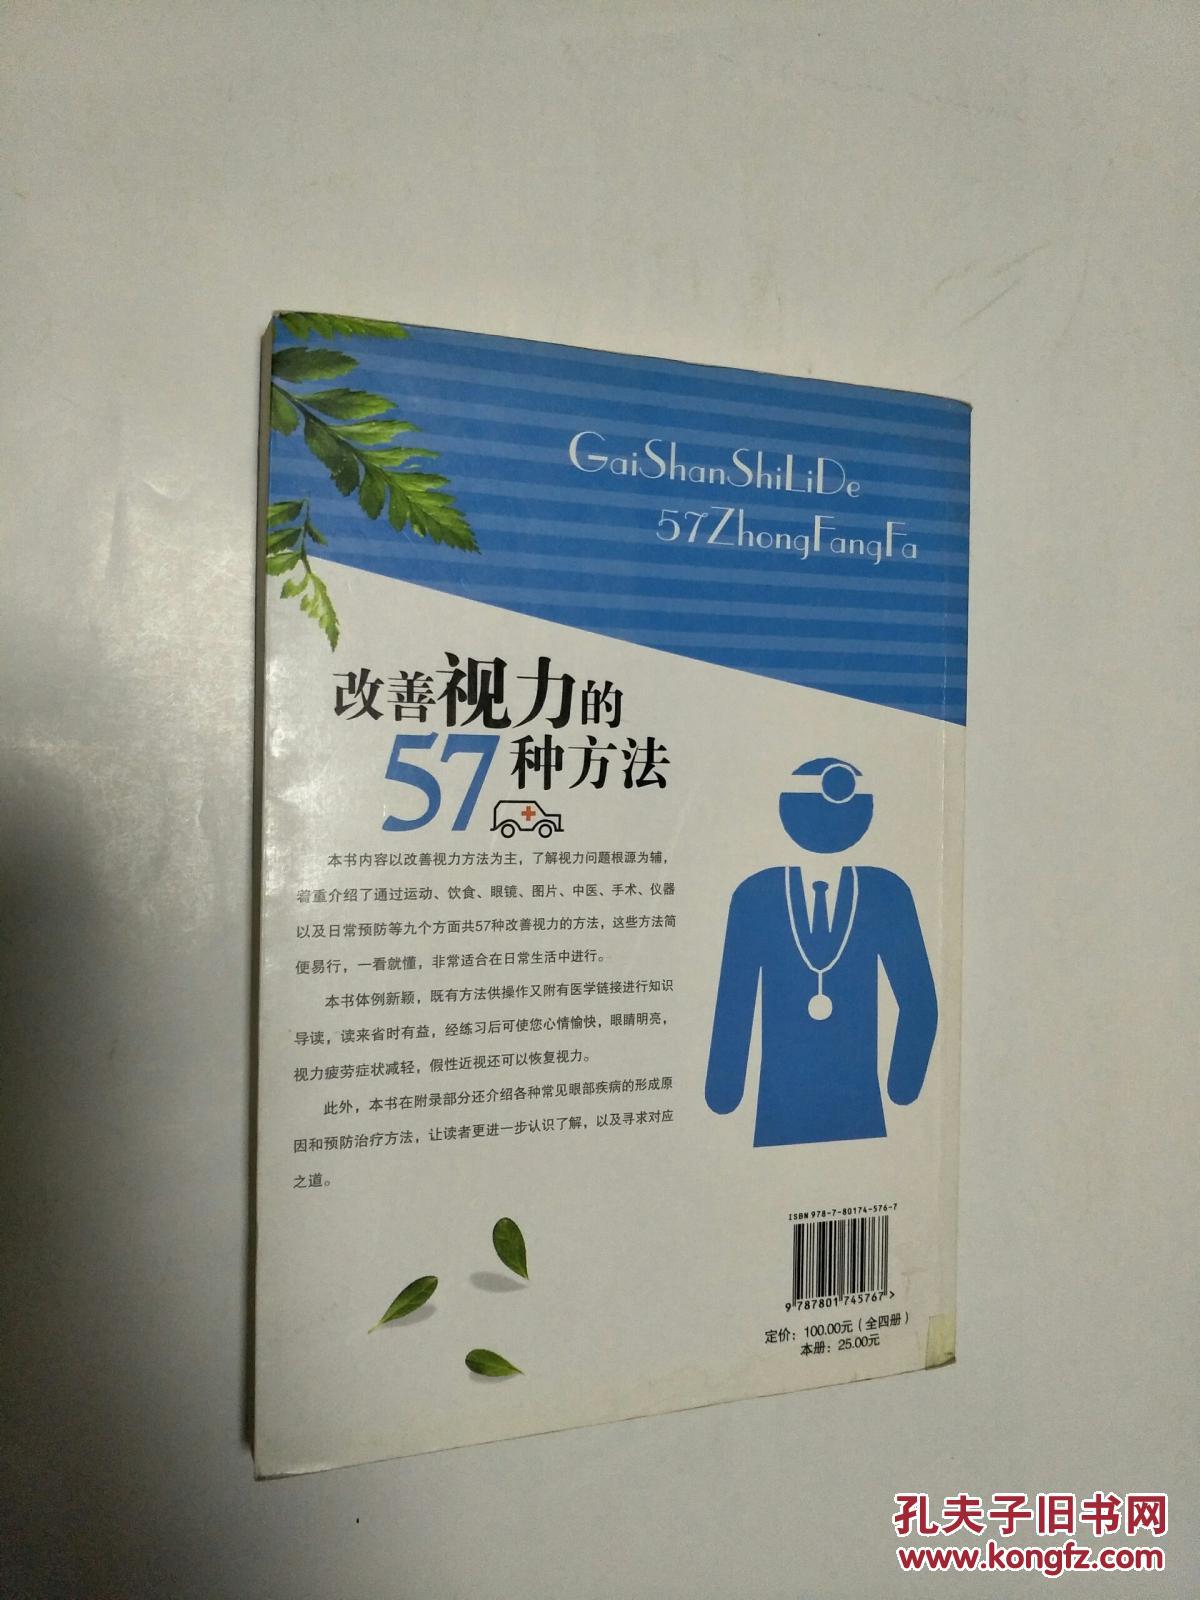 GaiShanShiLiDe
57ZhongFangFa
改善视力的
57种方法
本书内容以改善视力方法为主，了解视力问题根源为辅，
着重介绍了通过运动、饮食、眼镜、图片、中医、手术、仪器
以及日常预防等九个方面共57种改善视力的方法，这些方法简
便易行，一看就懂，非常适合在日常生活中进行。
本书体例新颖，既有方法供操作又附有医学链接进行知识
导读，读来省时有益，经练习后可使您心情愉快，眼睛明亮，
视力疲劳症状减轻，假性近视还可以恢复视力。
此外，本书在附录部分还介绍各种常见眼部疾病的形成原
因和预防治疗方法，让读者更进一步认识了解，以及寻求对应
之道。
ISBN 978-7-80174-576-7
9 787801 745767 >
定价：100.00元（全四册）
本册：25.00元
孔夫子旧书网
www.kongfz.com